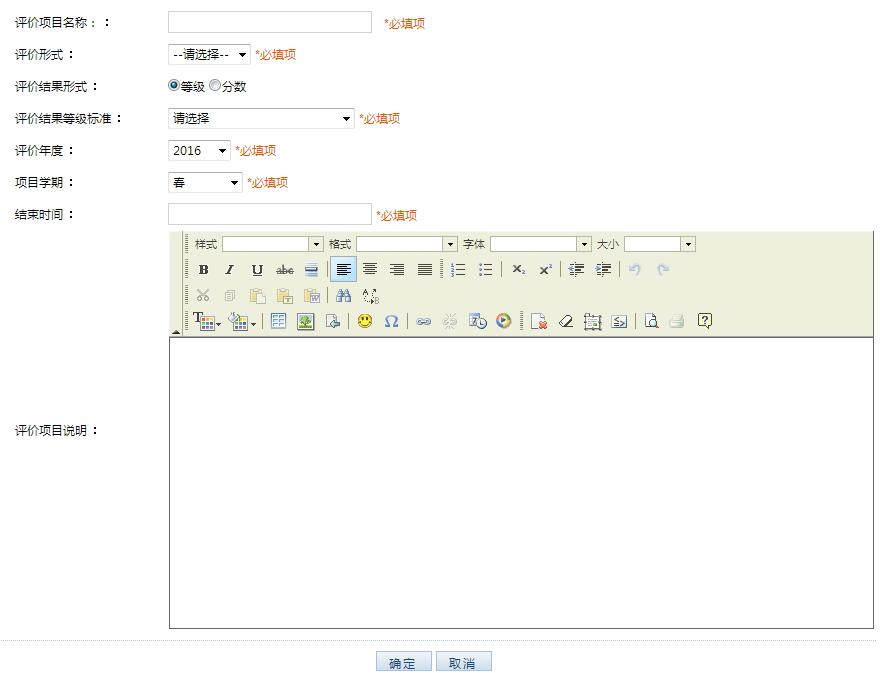 评价项目名称：： *必填项
评价形式： --请选择-- *必填项
评价结果形式： 等级 分数
评价结果等级标准： 请选择 *必填项
评价年度： 2016 *必填项
项目学期： 春 *必填项
结束时间： *必填项
样式 格式 字体 大小
B I U abc X₂ X²
评价项目说明：
确定 取消